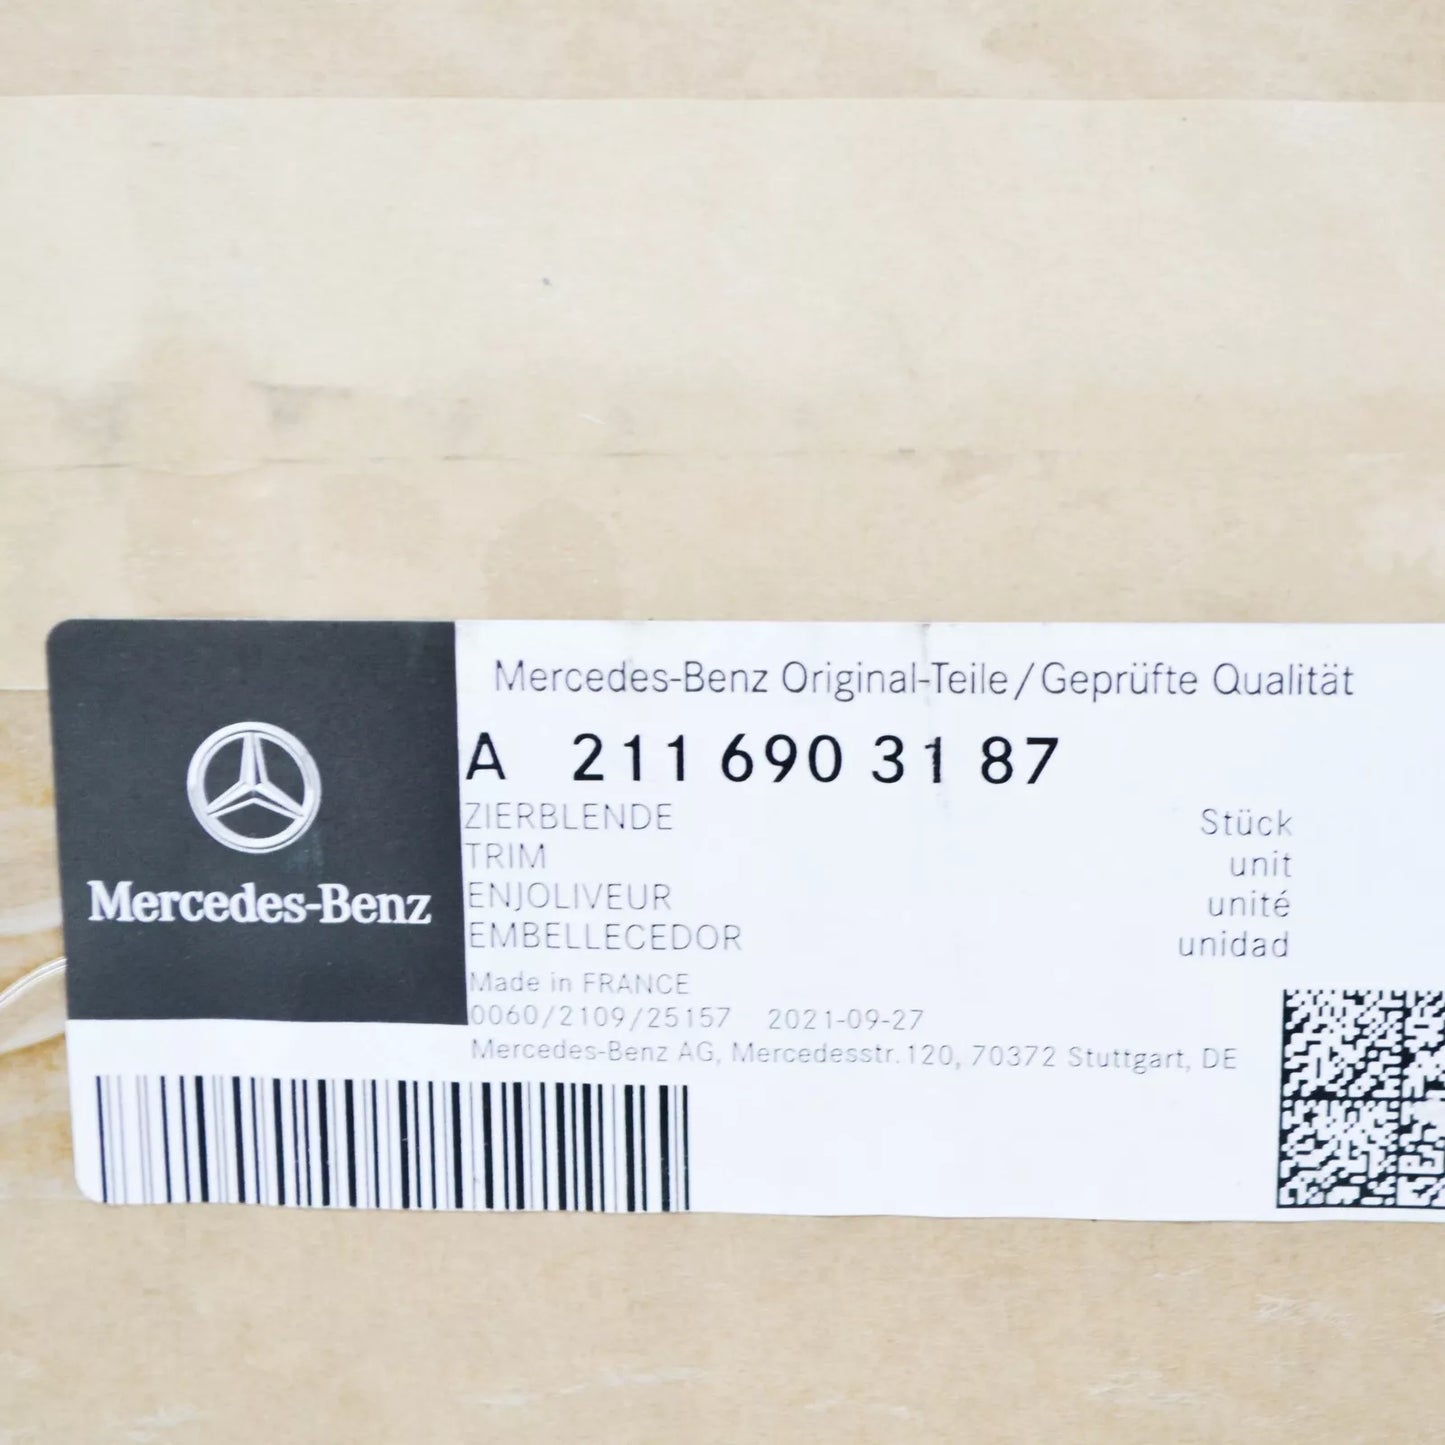 Mercedes-Benz
Mercedes-Benz Original-Teile/Geprüfte Qualität
A 211 690 31 87
ZIERBLENDE Stück
TRIM unit
ENJOLIVEUR unité
EMBELLECEDOR unidad
Made in FRANCE
0060/2109/25157 2021-09-27
Mercedes-Benz AG, Mercedesstr.120, 70372 Stuttgart, DE